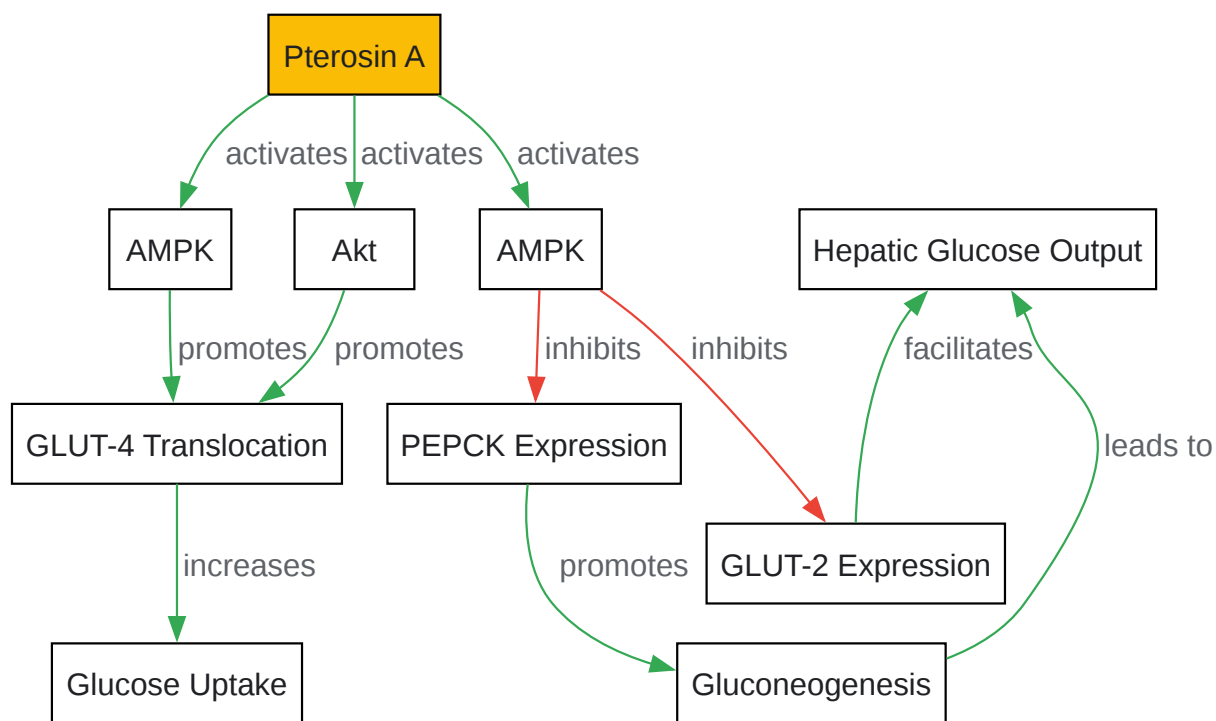 Pterosin A
activates
activates
activates
AMPK
Akt
AMPK
Hepatic Glucose Output
promotes
promotes
inhibits
inhibits
facilitates
GLUT-4 Translocation
PEPCK Expression
leads to
increases
promotes
GLUT-2 Expression
Glucose Uptake
Gluconeogenesis